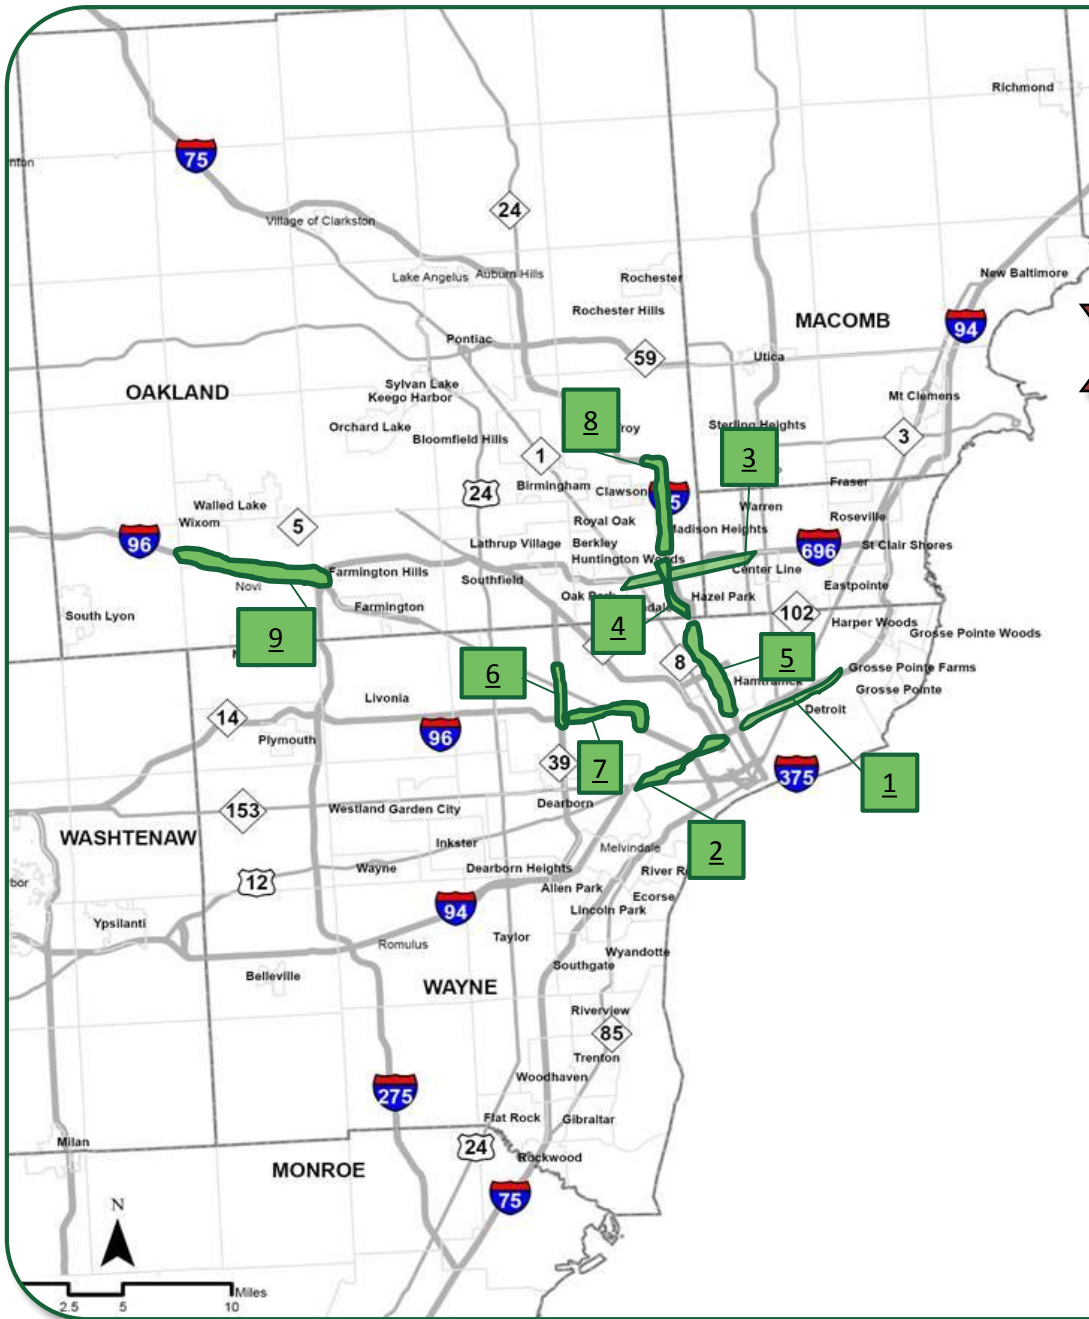 Richmond
nton
75
24
Village of Clarkston
Lake Angelus
Auburn Hills
Rochester
New Baltimore
Rochester Hills
MACOMB
94
Pontiac
59
Utica
OAKLAND
Sylvan Lake
Keego Harbor
Mt Clemens
8
roy
Orchard Lake
Bloomfield Hills
Sterling Heights
3
1
3
Birmingham
Clawson
5
24
Fraser
Walled Lake
Wixom
5
Royal Oak
Warren
Roseville
96
Madison Heights
Lathrup Village
Berkley
696
St Clair Shores
Huntington Woods
Center Line
Farmington Hills
Southfield
Eastpointe
Novi
Oak Park
Hazel Park
South Lyon
Farmington
4
ndale
102
Harper Woods
9
Grosse Pointe Woods
6
8
5
Grosse Pointe Farms
Hamtramck
Grosse Pointe
Livonia
Detroit
14
96
Plymouth
39
7
375
1
153
Westland
Garden City
Dearborn
WASHTENAW
Inkster
Melvindale
2
Wayne
Dearborn Heights
River R
bor
12
Allen Park
Ecorse
94
Lincoln Park
Ypsilanti
Taylor
Romulus
Wyandotte
Belleville
Southgate
WAYNE
Riverview
85
Trenton
Woodhaven
275
Flat Rock
Gibraltar
Milan
24
Rockwood
MONROE
75
N
Miles
2.5
5
10